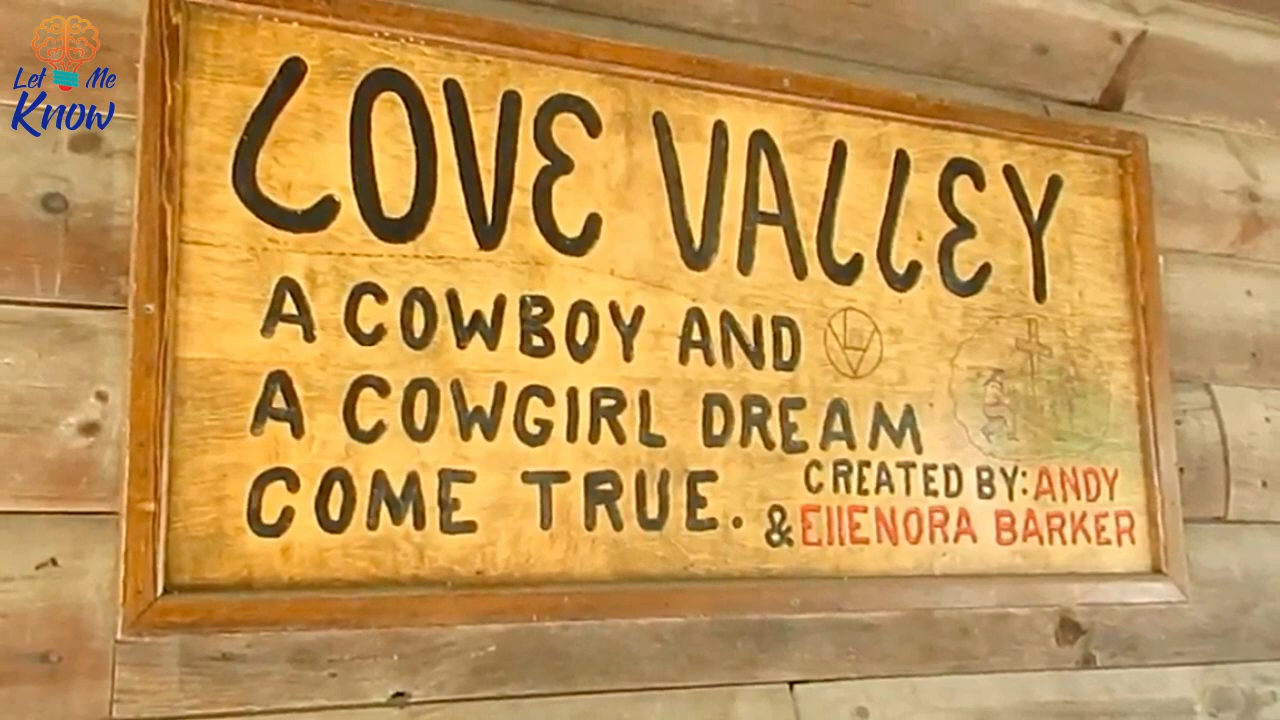 Let Me
Know
LOVE VALLEY
A COWBOY AND
A COWGIRL DREAM
COME TRUE.
CREATED BY: ANDY
& EllENORA BARKER